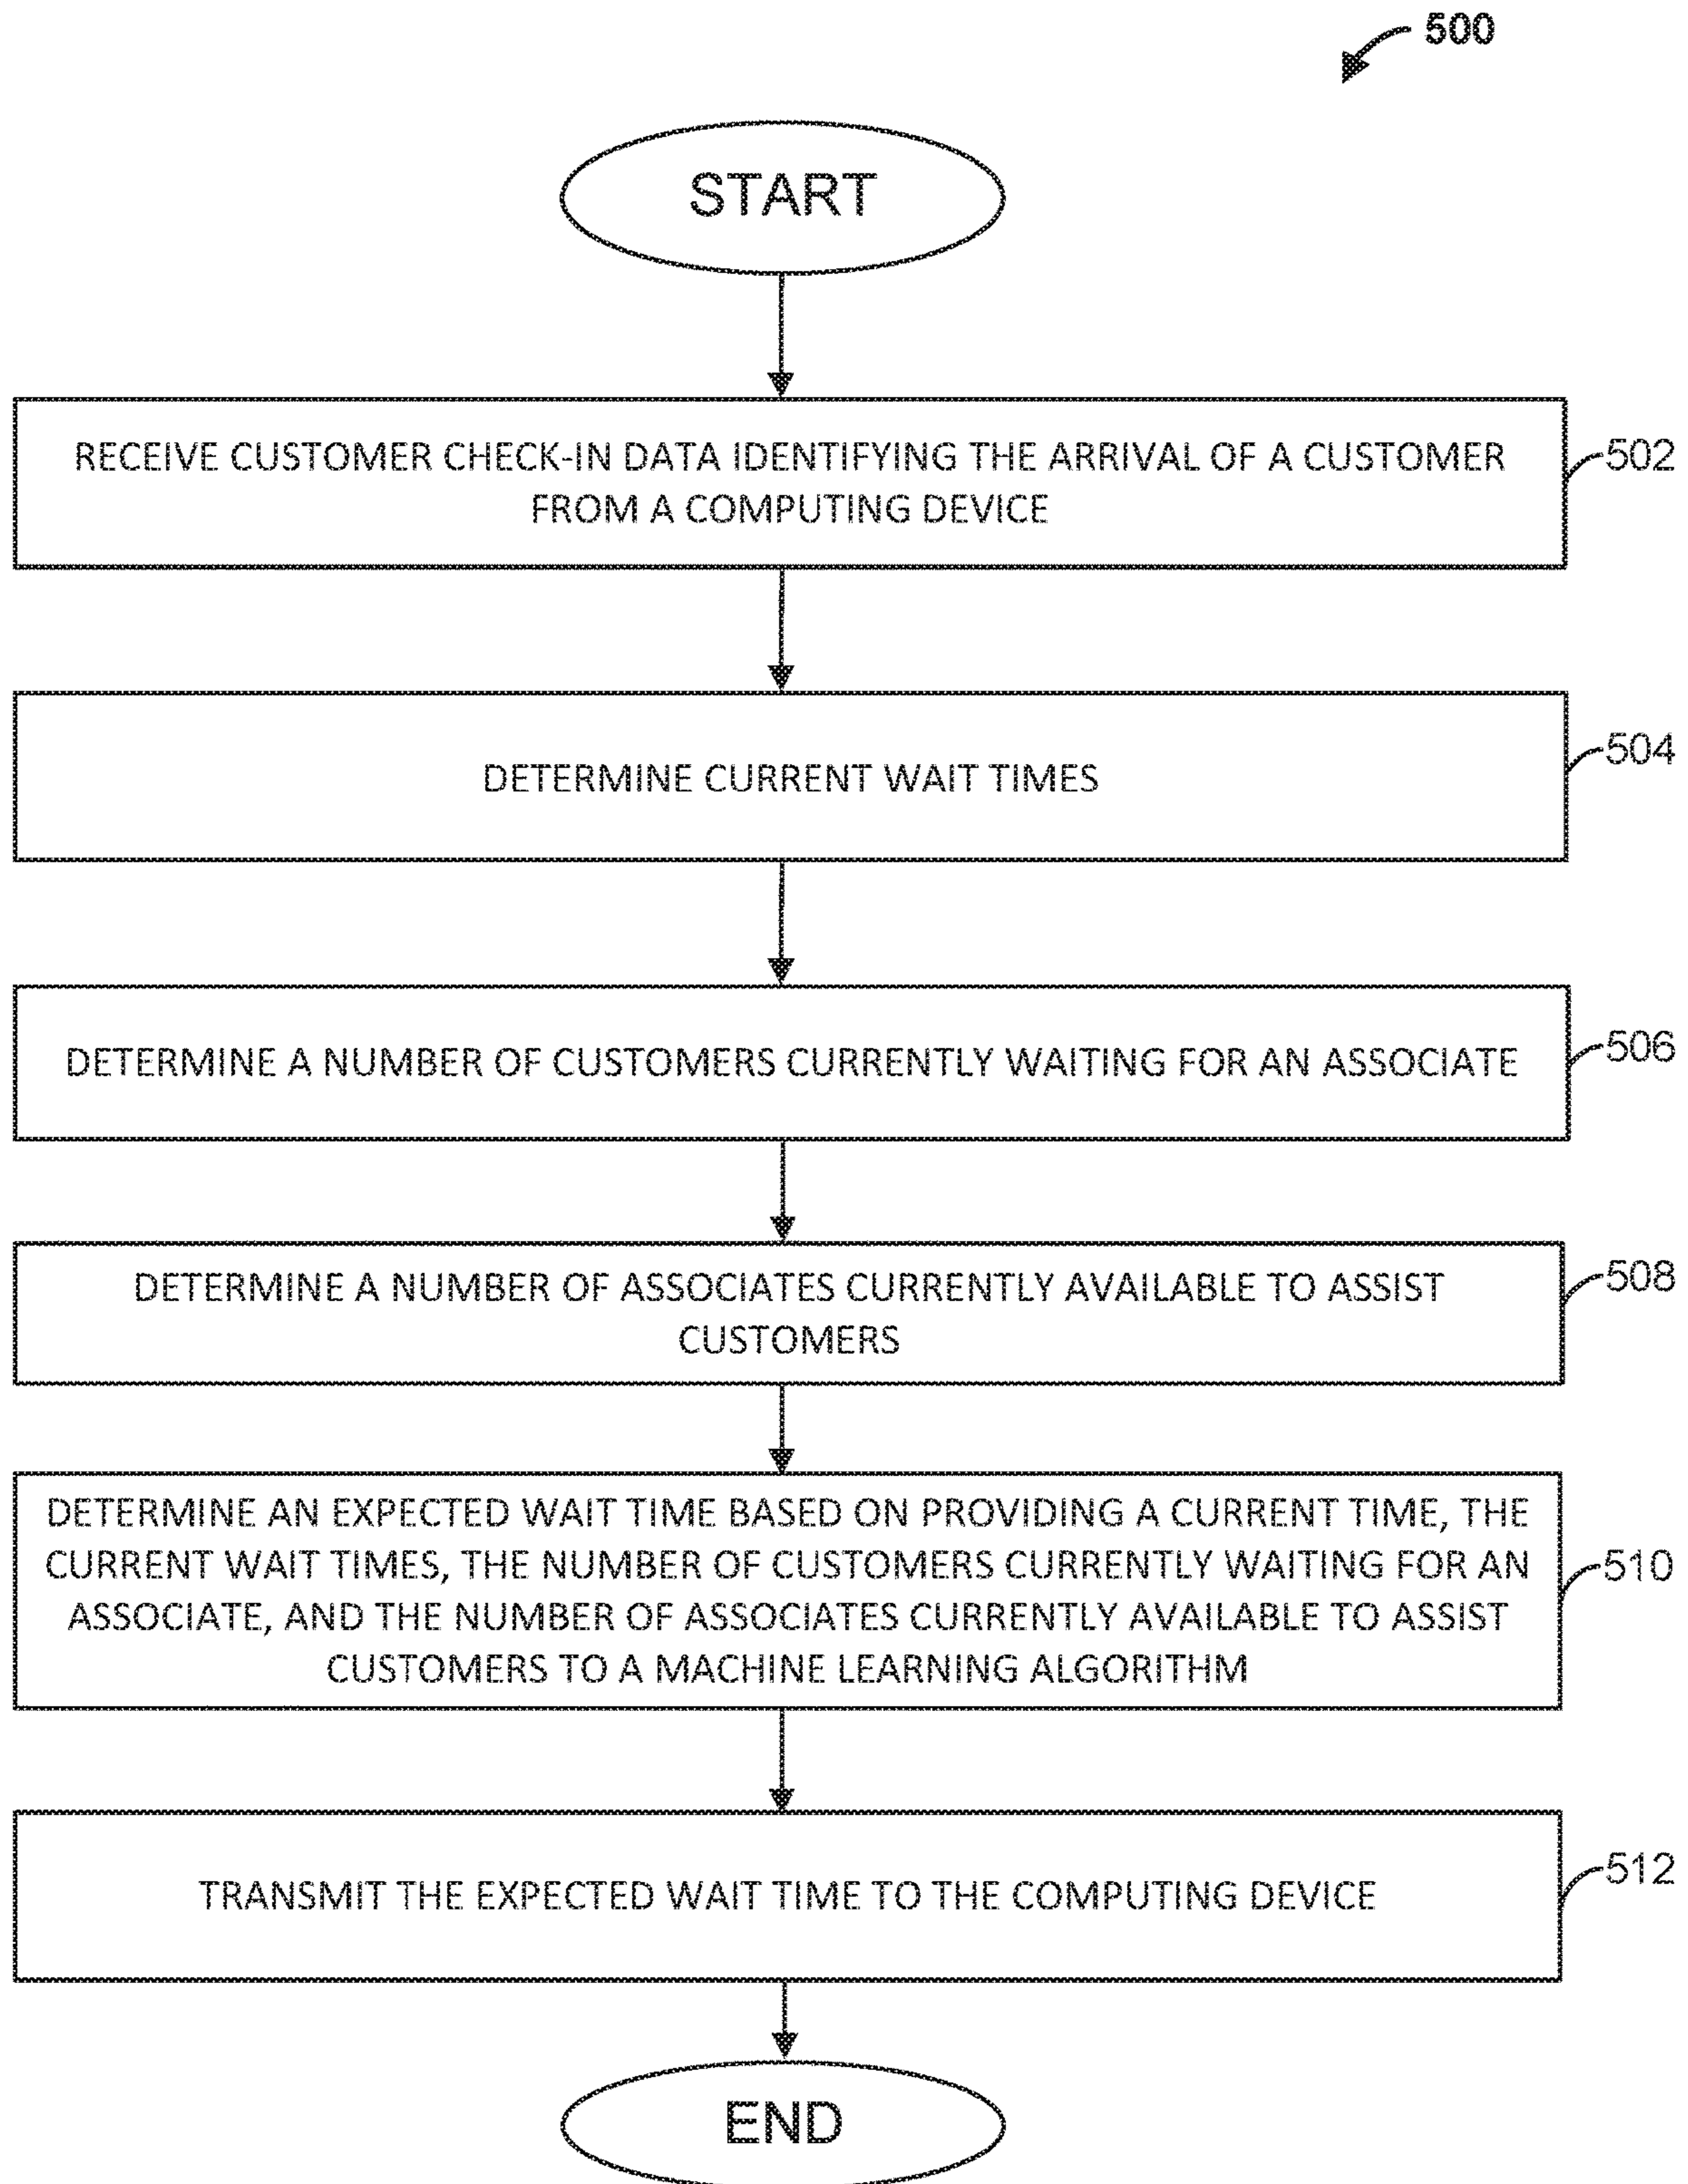 500
START
RECEIVE CUSTOMER CHECK-IN DATA IDENTIFYING THE ARRIVAL OF A CUSTOMER
FROM A COMPUTING DEVICE
502
DETERMINE CURRENT WAIT TIMES
504
DETERMINE A NUMBER OF CUSTOMERS CURRENTLY WAITING FOR AN ASSOCIATE
506
DETERMINE A NUMBER OF ASSOCIATES CURRENTLY AVAILABLE TO ASSIST
CUSTOMERS
508
DETERMINE AN EXPECTED WAIT TIME BASED ON PROVIDING A CURRENT TIME, THE
CURRENT WAIT TIMES, THE NUMBER OF CUSTOMERS CURRENTLY WAITING FOR AN
ASSOCIATE, AND THE NUMBER OF ASSOCIATES CURRENTLY AVAILABLE TO ASSIST
CUSTOMERS TO A MACHINE LEARNING ALGORITHM
510
TRANSMIT THE EXPECTED WAIT TIME TO THE COMPUTING DEVICE
512
END